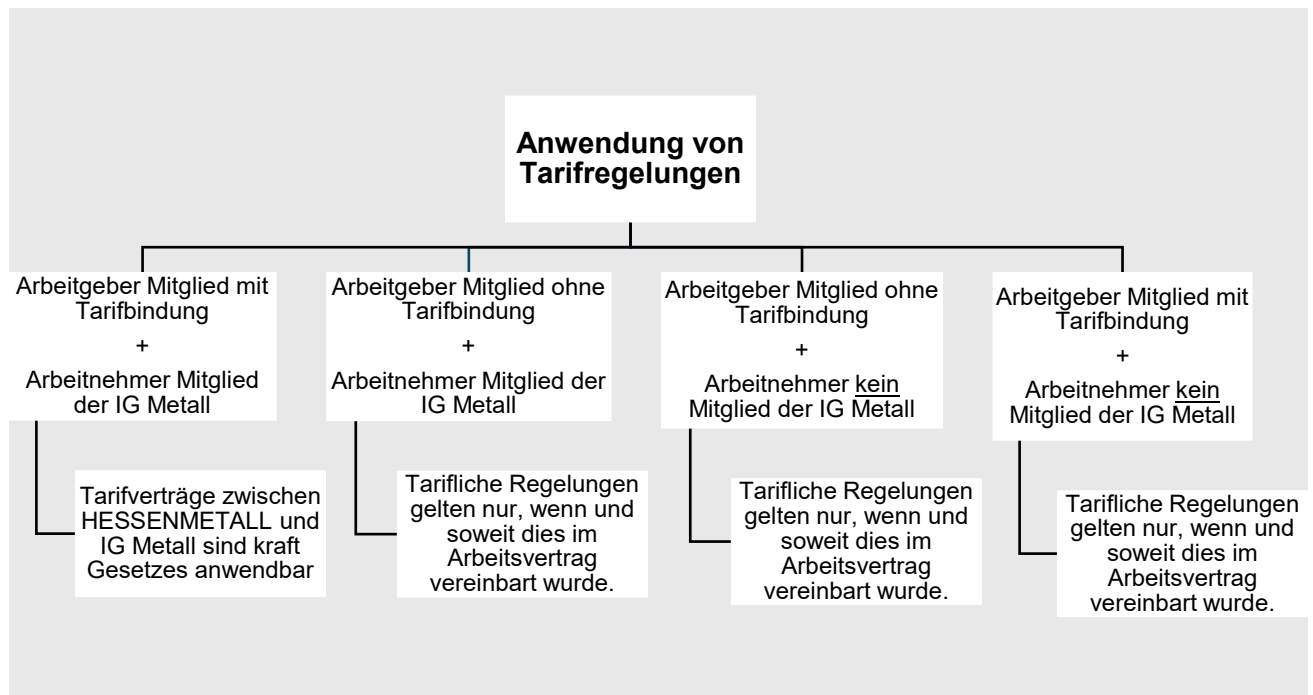 Anwendung von
Tarifregelungen
Arbeitgeber Mitglied mit
Tarifbindung
+
Arbeitnehmer Mitglied
der IG Metall
Tarifverträge zwischen
HESSENMETALL und
IG Metall sind kraft
Gesetzes anwendbar
Arbeitgeber Mitglied ohne
Tarifbindung
+
Arbeitnehmer Mitglied der
IG Metall
Tarifliche Regelungen
gelten nur, wenn und
soweit dies im
Arbeitsvertrag
vereinbart wurde.
Arbeitgeber Mitglied ohne
Tarifbindung
+
Arbeitnehmer kein
Mitglied der IG Metall
Tarifliche Regelungen
gelten nur, wenn und
soweit dies im
Arbeitsvertrag
vereinbart wurde.
Arbeitgeber Mitglied mit
Tarifbindung
+
Arbeitnehmer kein
Mitglied der IG Metall
Tarifliche Regelungen
gelten nur, wenn und
soweit dies im
Arbeitsvertrag
vereinbart wurde.